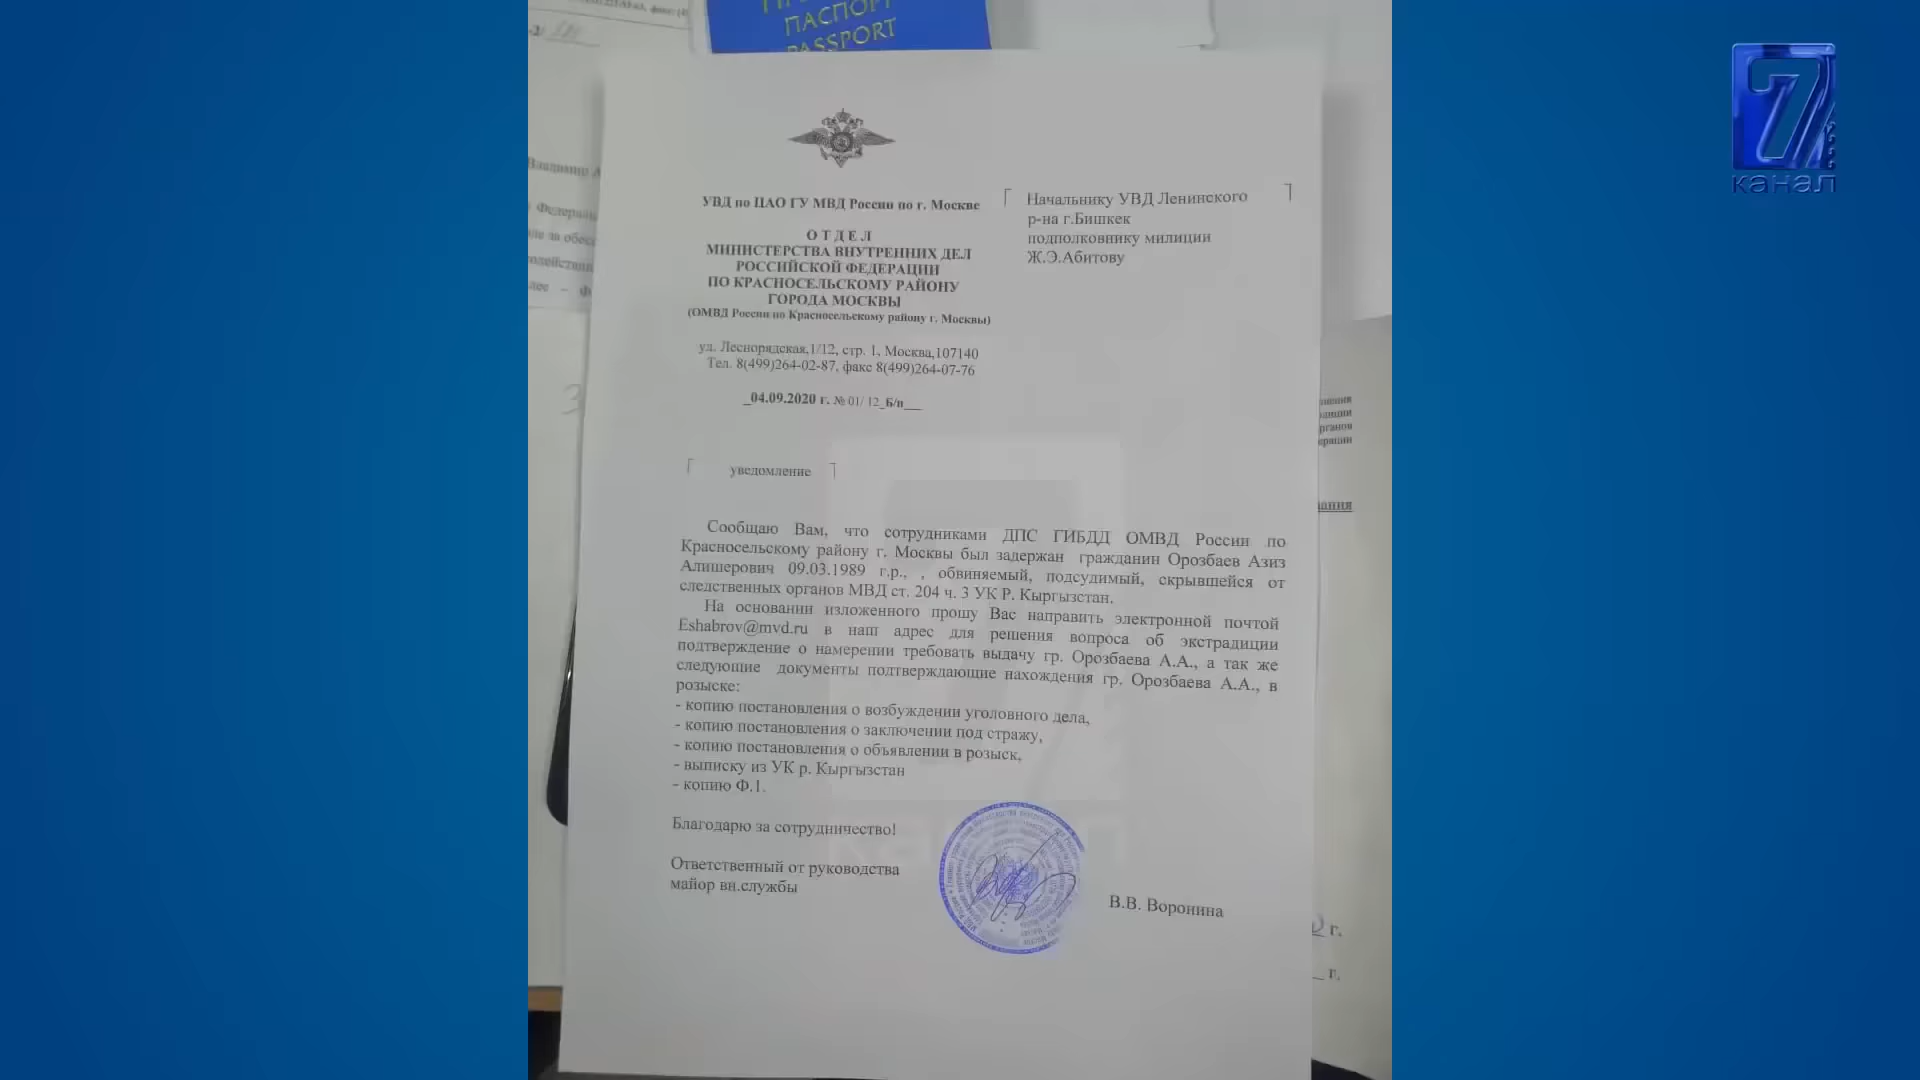 ПАСПОРТ
PASSPORT
7
канал
УВД по ЦАО ГУ МВД России по г. Москве
О Т Д Е Л
МИНИСТЕРСТВА ВНУТРЕННИХ ДЕЛ
РОССИЙСКОЙ ФЕДЕРАЦИИ
ПО КРАСНОСЕЛЬСКОМУ РАЙОНУ
ГОРОДА МОСКВЫ
(ОМВД России по Красносельскому району г. Москвы)
ул. Леснорядская,1/12, стр. 1, Москва,107140
Тел. 8(499)264-02-87, факс 8(499)264-07-76
_04.09.2020 г. № 01/ 12_Б/н___
Начальнику УВД Ленинского
р-на г.Бишкек
подполковнику милиции
Ж.Э.Абитову
уведомление
Сообщаю Вам, что сотрудниками ДПС ГИБДД ОМВД России по
Красносельскому району г. Москвы был задержан гражданин Орозбаев Азиз
Алишерович 09.03.1989 г.р., , обвиняемый, подсудимый, скрывшейся от
следственных органов МВД ст. 204 ч. 3 УК Р. Кыргызстан.
На основании изложенного прошу Вас направить электронной почтой
Eshabrov@mvd.ru в наш адрес для решения вопроса об экстрадиции
подтверждение о намерении требовать выдачу гр. Орозбаева А.А., а так же
следующие документы подтверждающие нахождения гр. Орозбаева А.А., в
розыске:
- копию постановления о возбуждении уголовного дела,
- копию постановления о заключении под стражу,
- копию постановления о объявлении в розыск,
- выписку из УК р. Кыргызстан
- копию Ф.1.
Благодарю за сотрудничество!
Ответственный от руководства
майор вн.службы
В.В. Воронина